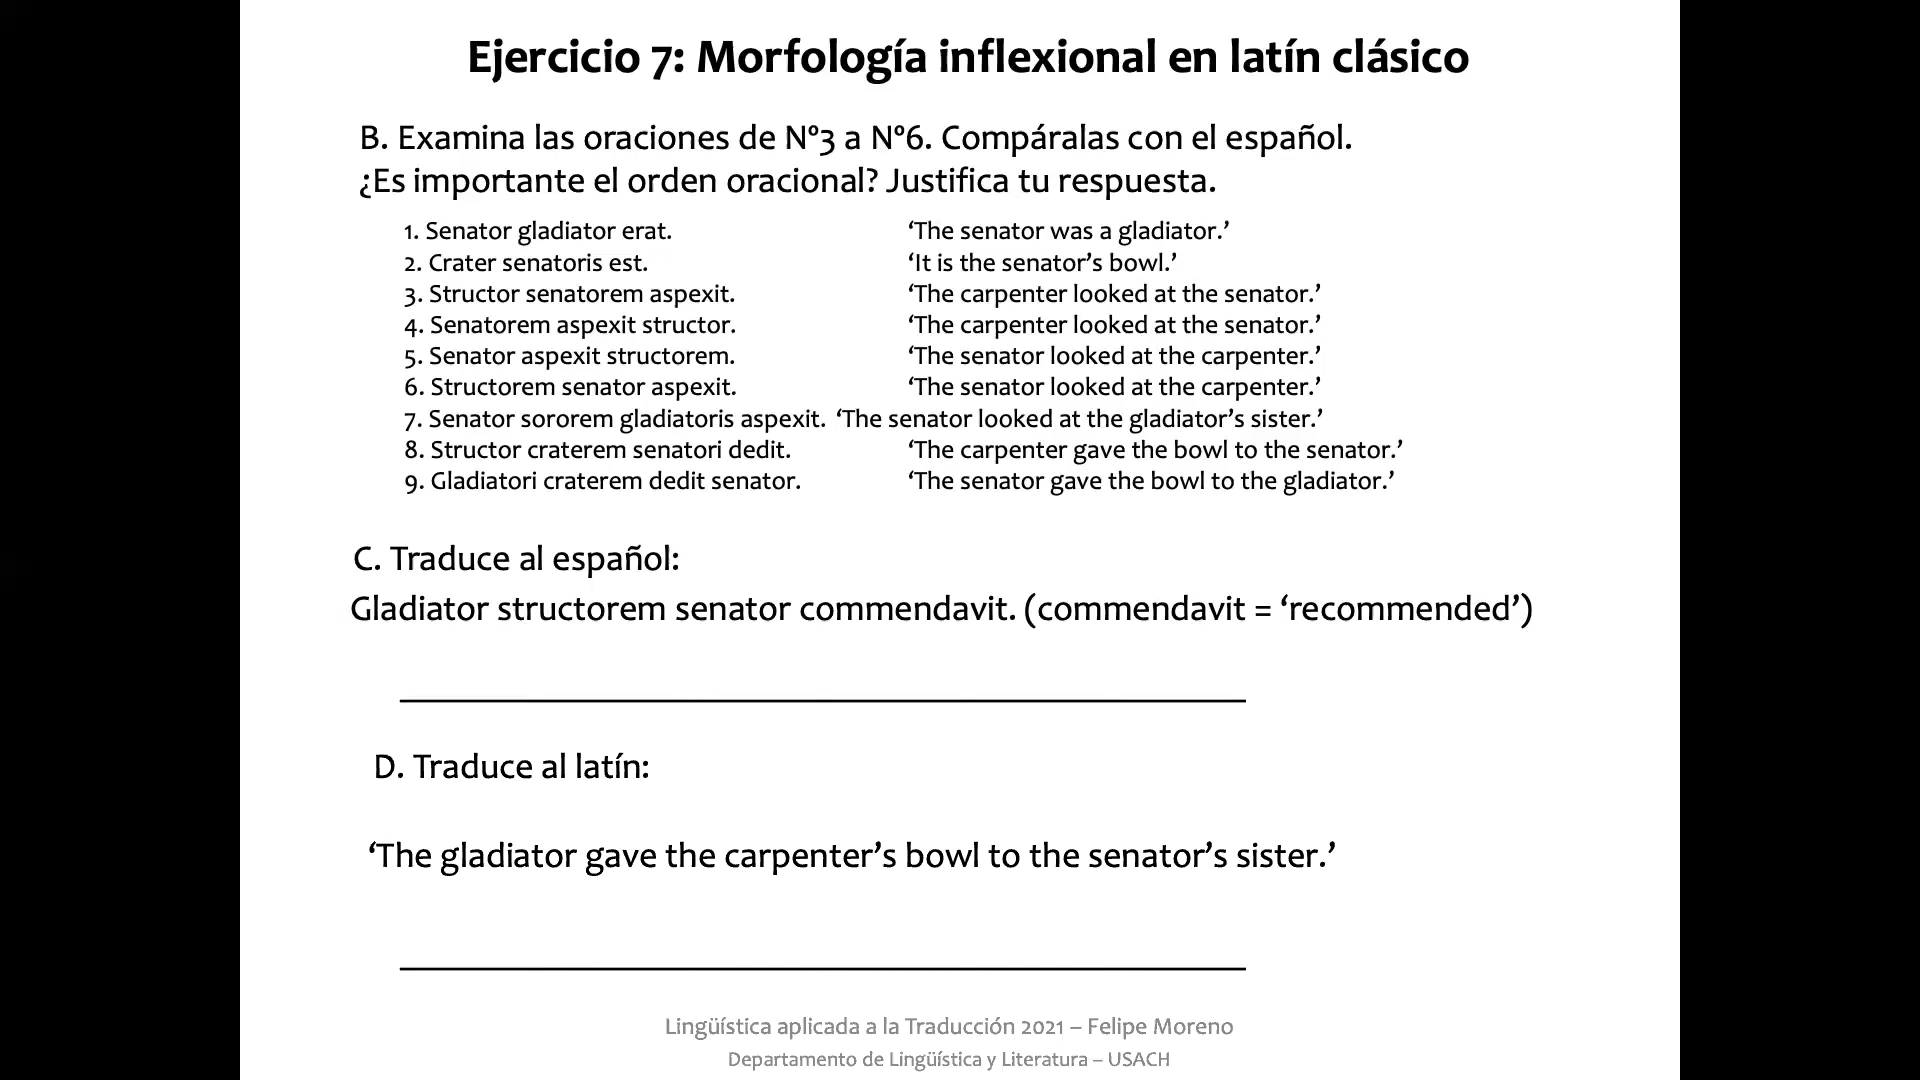 Ejercicio 7: Morfología inflexional en latín clásico
B. Examina las oraciones de Nº3 a Nº6. Compáralas con el español.
¿Es importante el orden oracional? Justifica tu respuesta.
1. Senator gladiator erat. ‘The senator was a gladiator.’
2. Crater senatoris est. ‘It is the senator’s bowl.’
3. Structor senatorem aspexit. ‘The carpenter looked at the senator.’
4. Senatorem aspexit structor. ‘The carpenter looked at the senator.’
5. Senator aspexit structorem. ‘The senator looked at the carpenter.’
6. Structorem senator aspexit. ‘The senator looked at the carpenter.’
7. Senator sororem gladiatoris aspexit. ‘The senator looked at the gladiator’s sister.’
8. Structor craterem senatori dedit. ‘The carpenter gave the bowl to the senator.’
9. Gladiatori craterem dedit senator. ‘The senator gave the bowl to the gladiator.’
C. Traduce al español:
Gladiator structorem senator commendavit. (commendavit = ‘recommended’)
D. Traduce al latín:
‘The gladiator gave the carpenter’s bowl to the senator’s sister.’
Lingüística aplicada a la Traducción 2021 – Felipe Moreno
Departamento de Lingüística y Literatura – USACH